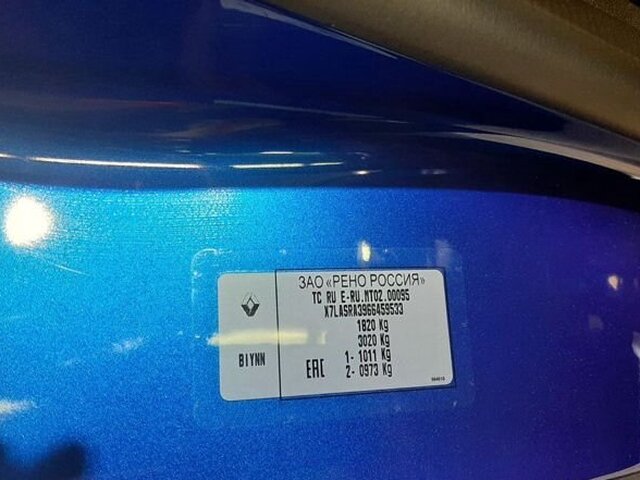 ЗАО «РЕНО РОССИЯ»
TC RU E-RU.MT02.00095
X7LASRA3966459533
1820 Kg
3020 Kg
1- 1011 Kg
BIYNN
EAC
2- 0973 Kg